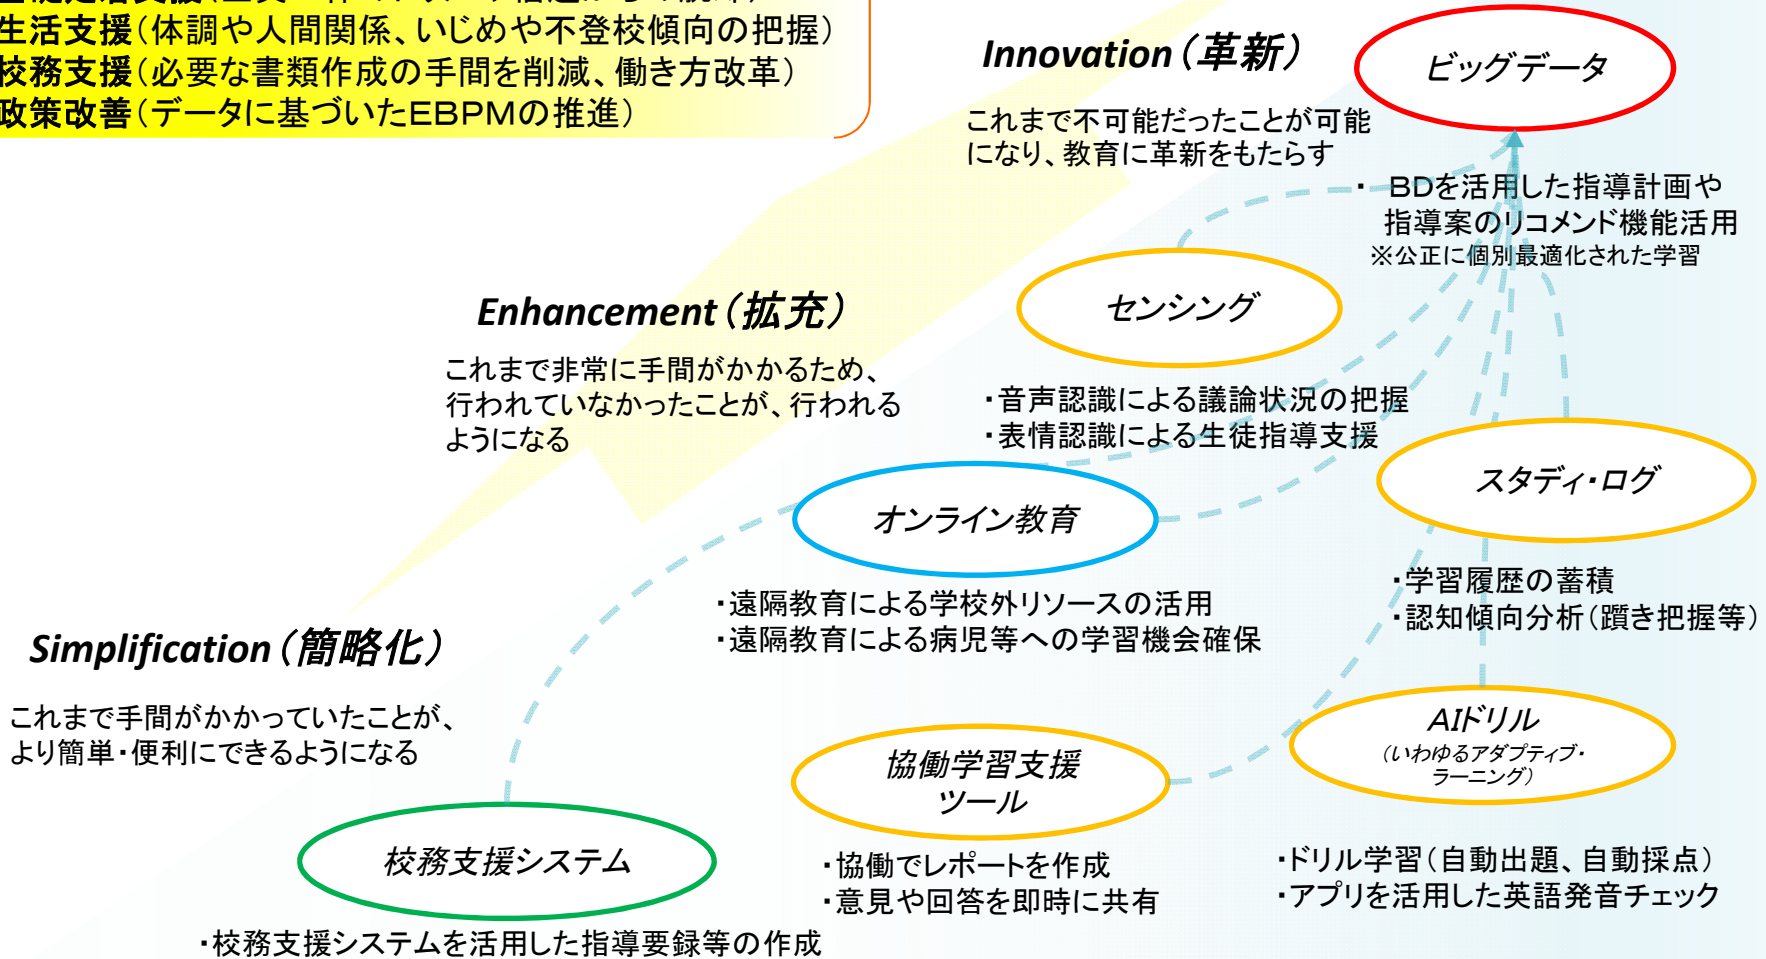 生活支援(体調や人間関係、いじめや不登校傾向の把握)
校務支援(必要な書類作成の手間を削減、働き方改革)
政策改善(データに基づいたEBPMの推進)
Innovation(革新)
これまで不可能だったことが可能
になり、教育に革新をもたらす
ビッグデータ
・ BDを活用した指導計画や
指導案のリコメンド機能活用
※公正に個別最適化された学習
Enhancement(拡充)
これまで非常に手間がかかるため、
行われていなかったことが、行われる
ようになる
センシング
・音声認識による議論状況の把握
・表情認識による生徒指導支援
スタディ・ログ
・学習履歴の蓄積
・認知傾向分析(躓き把握等)
オンライン教育
・遠隔教育による学校外リソースの活用
・遠隔教育による病児等への学習機会確保
Simplification(簡略化)
これまで手間がかかっていたことが、
より簡単・便利にできるようになる
AIドリル
(いわゆるアダプティブ・
ラーニング)
・ドリル学習(自動出題、自動採点)
・アプリを活用した英語発音チェック
協働学習支援
ツール
・協働でレポートを作成
・意見や回答を即時に共有
校務支援システム
・校務支援システムを活用した指導要録等の作成